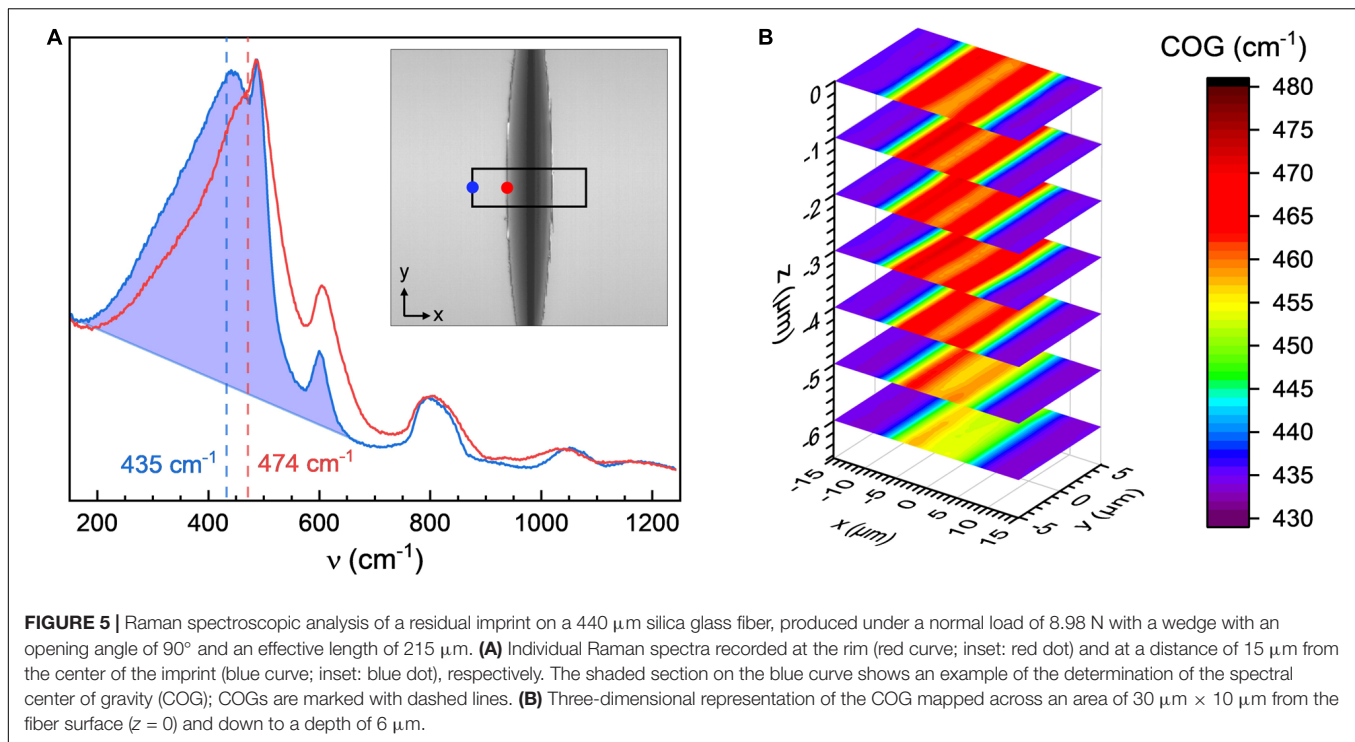 A
435 cm-1
474 cm-1
y
x
200
400
600
800
1000
1200
ν (cm-1)
B
COG (cm-1)
0
-1
-2
-3
-4
-5
-6
z (µm)
-15
-10
-5
0
5
10
15
x (µm)
-5
0
5
y (µm)
480
475
470
465
460
455
450
445
440
435
430
FIGURE 5 | Raman spectroscopic analysis of a residual imprint on a 440 µm silica glass fiber, produced under a normal load of 8.98 N with a wedge with an
opening angle of 90° and an effective length of 215 µm. (A) Individual Raman spectra recorded at the rim (red curve; inset: red dot) and at a distance of 15 µm from
the center of the imprint (blue curve; inset: blue dot), respectively. The shaded section on the blue curve shows an example of the determination of the spectral
center of gravity (COG); COGs are marked with dashed lines. (B) Three-dimensional representation of the COG mapped across an area of 30 µm × 10 µm from the
fiber surface (z = 0) and down to a depth of 6 µm.